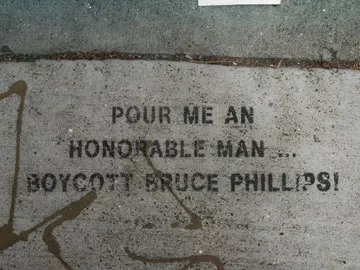 POUR ME AN
HONORABLE MAN ...
BOYCOTT BRUCE PHILLIPS!